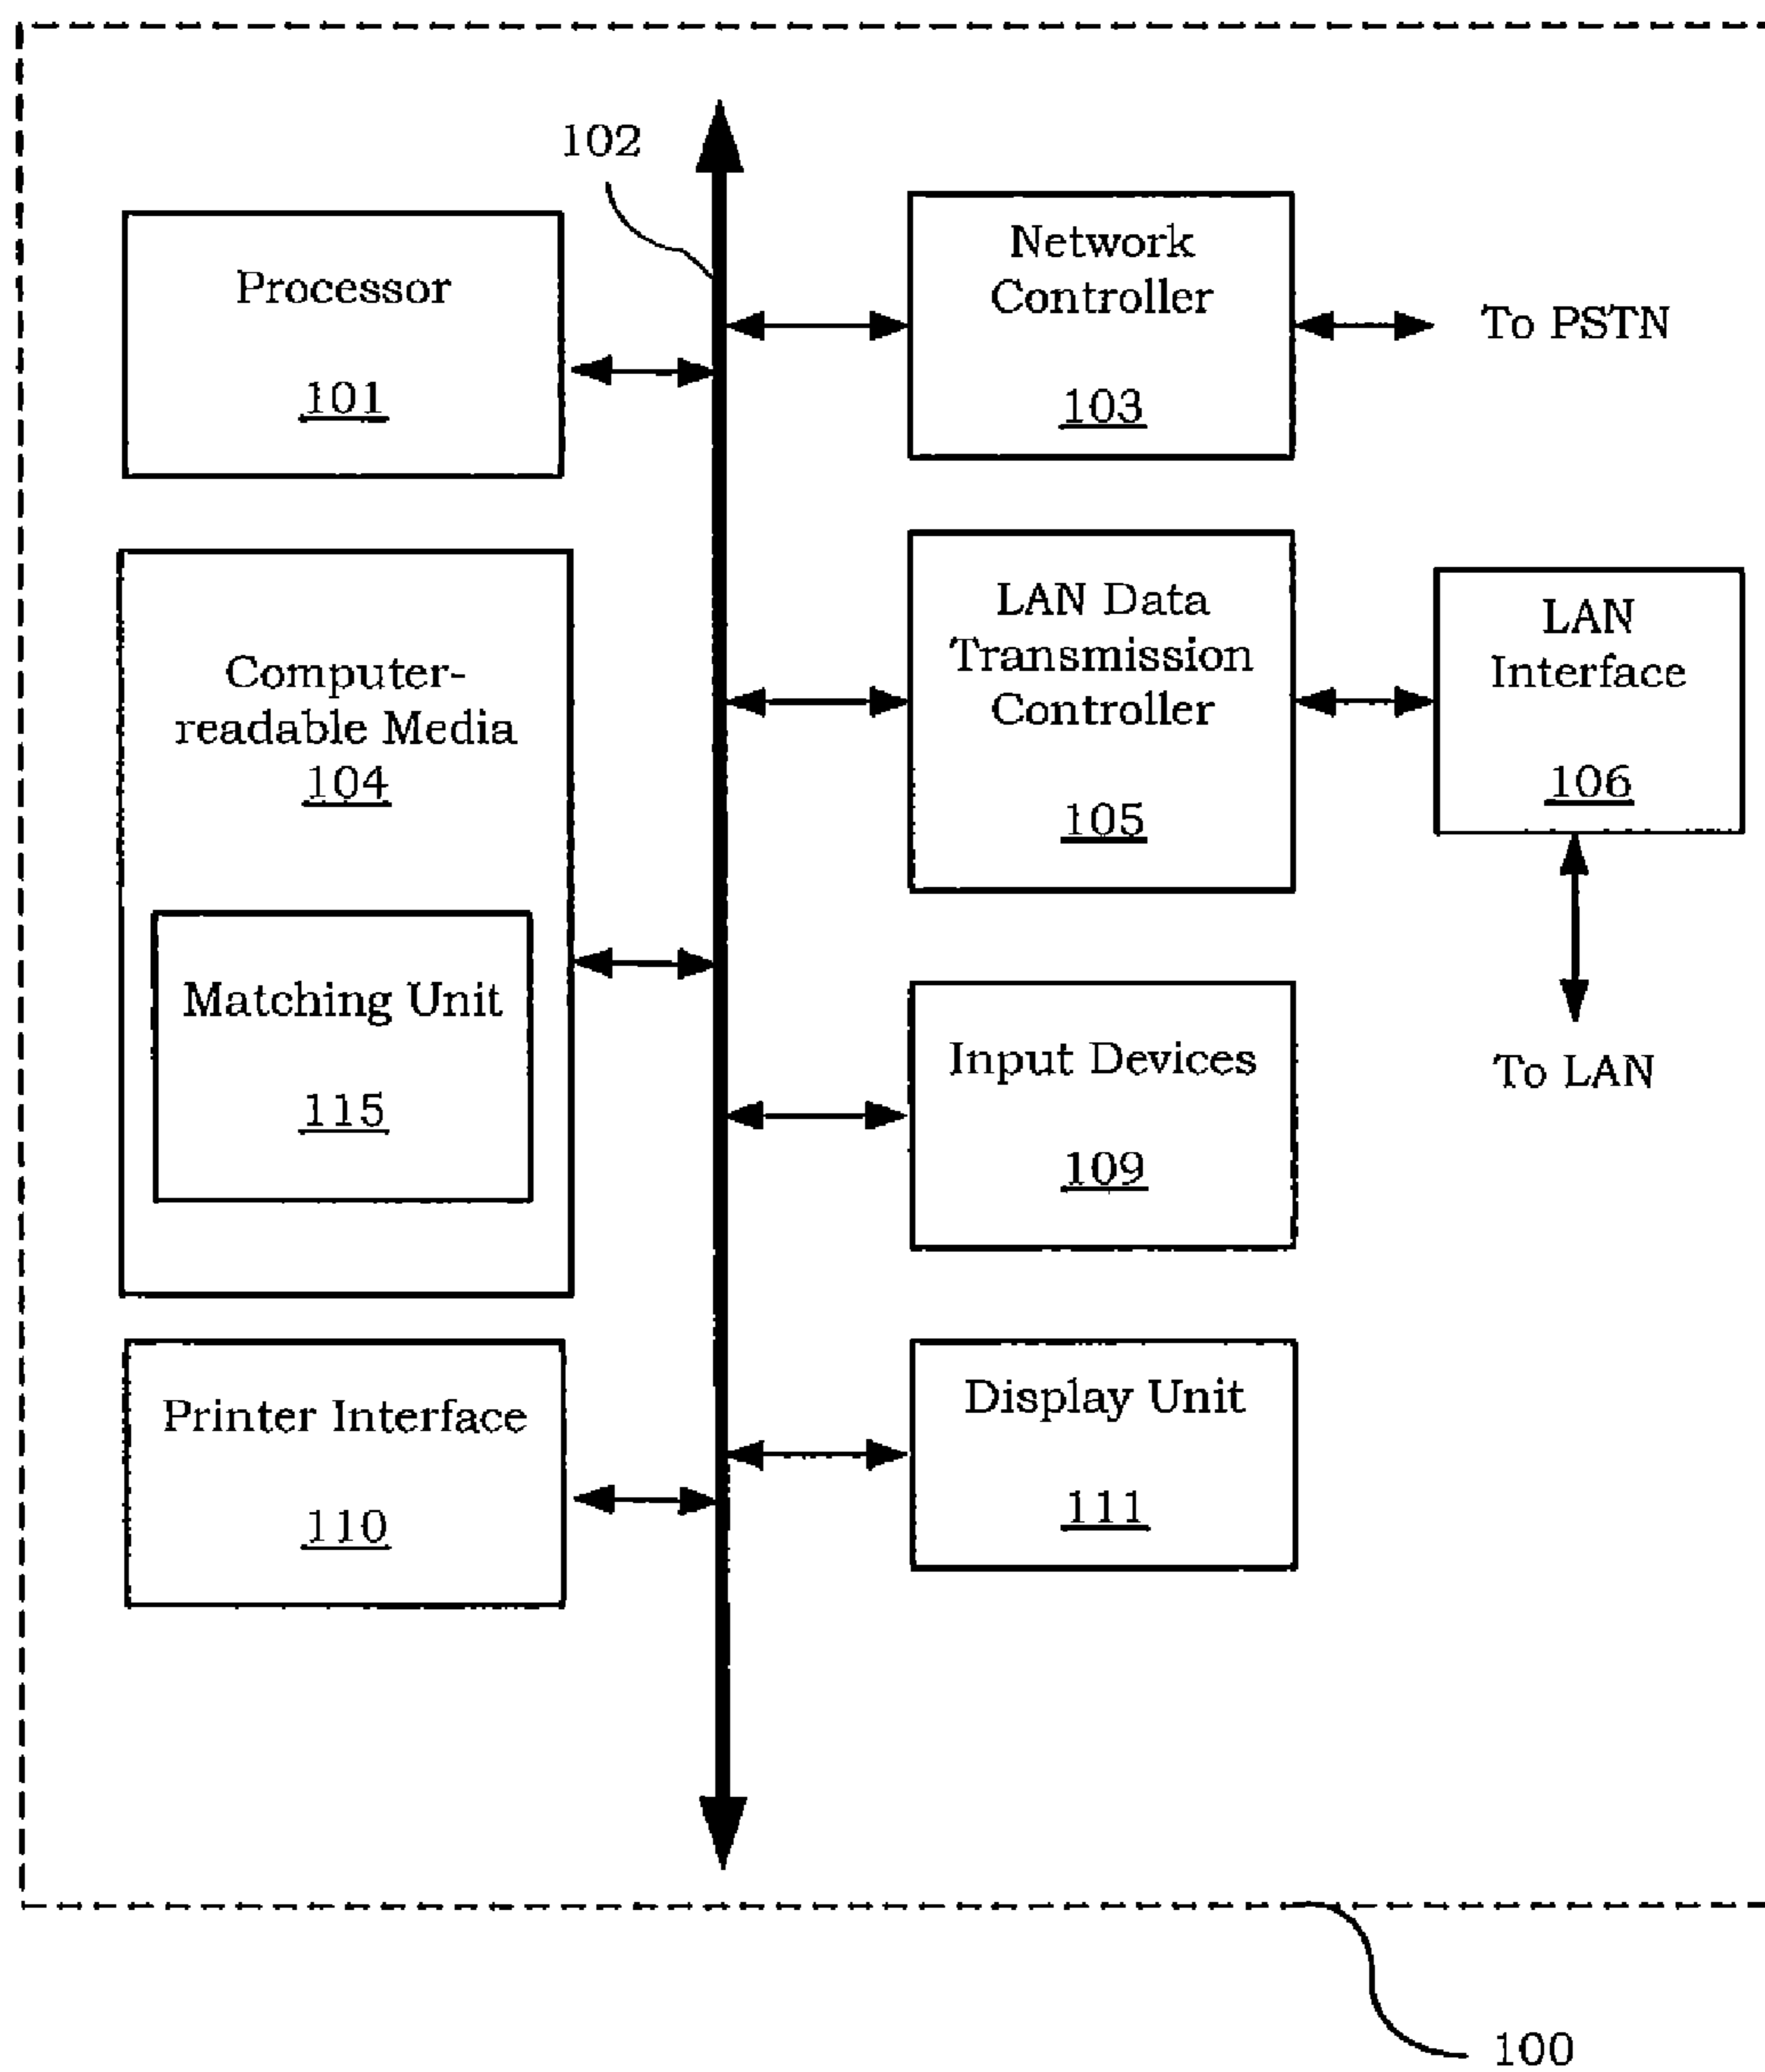 102
Processor
101
Network
Controller
103
To PSTN
Computer-
readable Media
104
Matching Unit
115
LAN Data
Transmission
Controller
105
LAN
Interface
106
To LAN
Input Devices
109
Printer Interface
110
Display Unit
111
100